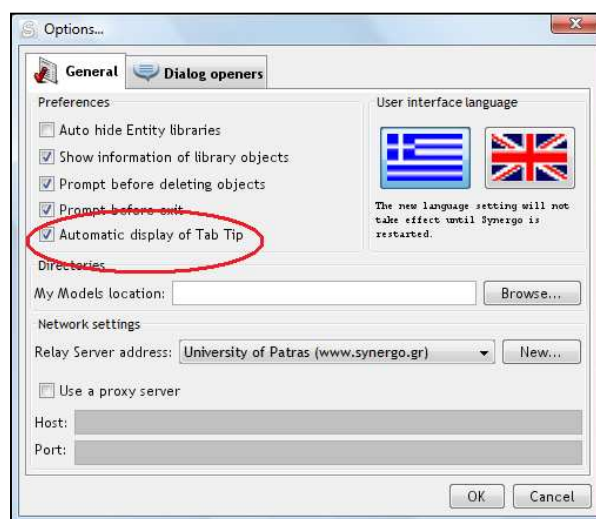 Options...
General
Dialog openers
Preferences
Auto hide Entity libraries
Show information of library objects
Prompt before deleting objects
Prompt before exit
Automatic display of Tab Tip
User interface language
The new language setting will not
take effect until Synergo is
restarted.
Directories
My Models location:
Browse...
Network settings
Relay Server address: University of Patras (www.synergo.gr)
New...
Use a proxy server
Host:
Port:
OK
Cancel